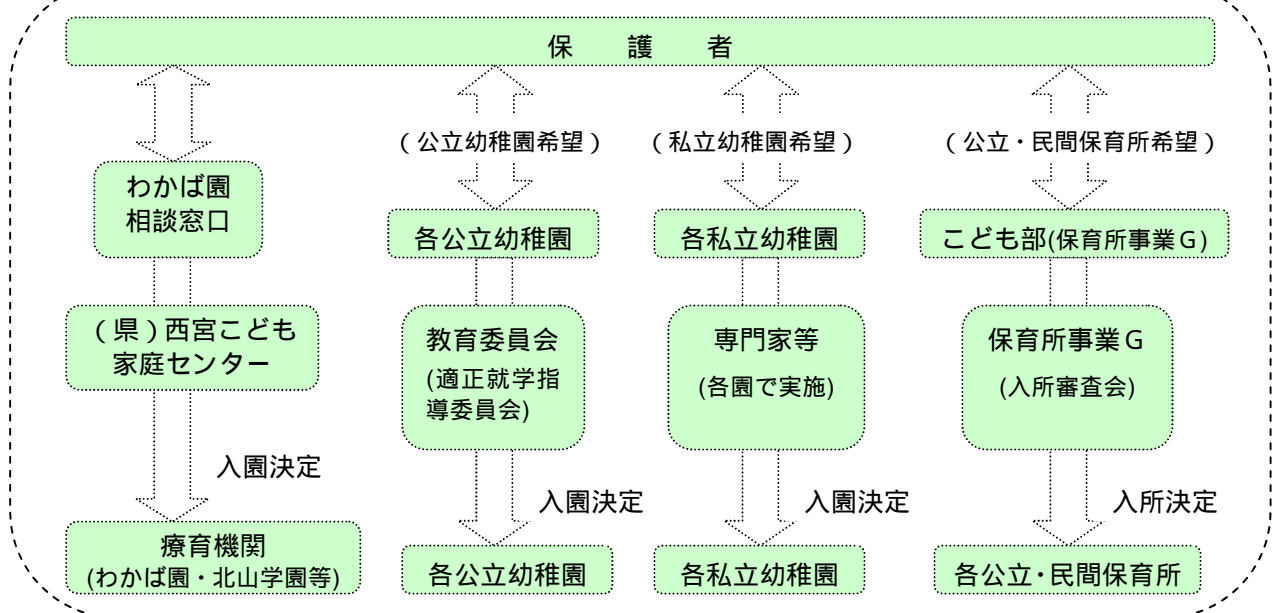 保 護 者
(公立幼稚園希望)
(私立幼稚園希望)
(公立・民間保育所希望)
わかば園
相談窓口
各公立幼稚園
各私立幼稚園
こども部(保育所事業G)
(県)西宮こども
家庭センター
教育委員会
(適正就学指
導委員会)
専門家等
(各園で実施)
保育所事業G
(入所審査会)
入園決定
入園決定
入園決定
入所決定
療育機関
(わかば園・北山学園等)
各公立幼稚園
各私立幼稚園
各公立・民間保育所